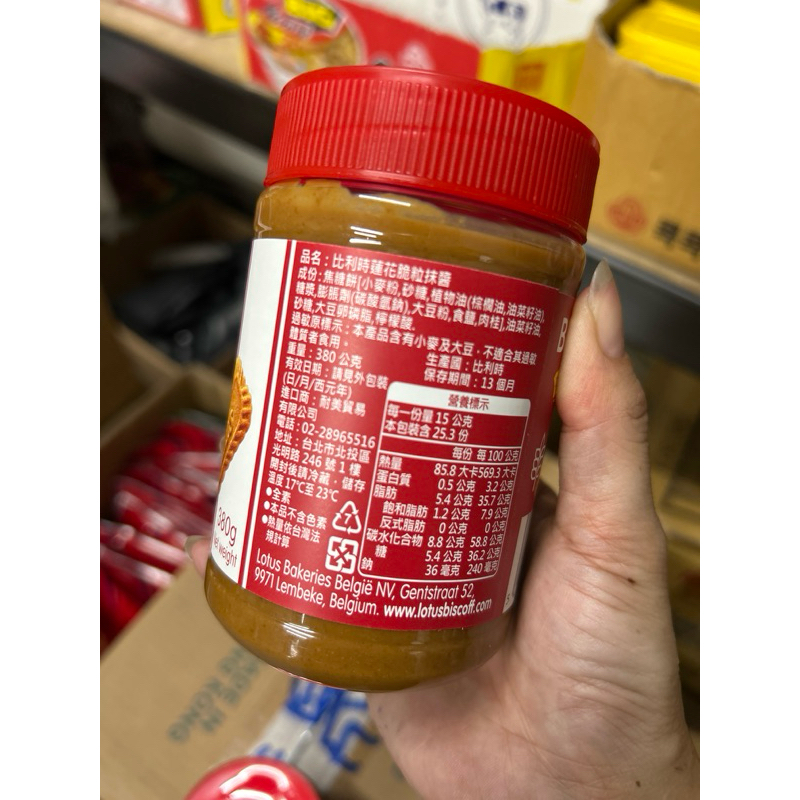 品名：比利時蓮花脆粒抹醬
成份：焦糖餅[小麥粉,砂糖,植物油(棕櫚油,油菜籽油),
糖漿,膨脹劑(碳酸氫鈉),大豆粉,食鹽,肉桂],油菜籽油,
砂糖,大豆卵磷脂,檸檬酸。
過敏原標示：本產品含有小麥及大豆，不適合其過敏
體質者食用。
重量：380 公克
生產國：比利時
有效日期：請見外包裝
(日/月/西元年)
保存期間：13 個月
進口商：耐美貿易
有限公司
電話：02-28965516
地址：台北市北投區
光明路 246 號 1 樓
開封後請冷藏，儲存
溫度 17℃至 23℃
●全素
●本品不含色素
●熱量依台灣法
規計算
營養標示
每一份量 15 公克
本包裝含 25.3 份
每份 每 100 公克
熱量 85.8 大卡 569.3 大卡
蛋白質 0.5 公克 3.2 公克
脂肪 5.4 公克 35.7 公克
飽和脂肪 1.2 公克 7.9 公克
反式脂肪 0 公克 0 公克
碳水化合物 8.8 公克 58.8 公克
糖 5.4 公克 36.2 公克
鈉 36 毫克 240 毫克
Lotus Bakeries België NV, Gentstraat 52,
9971 Lembeke, Belgium. www.lotusbiscoff.com
380g
weight
B